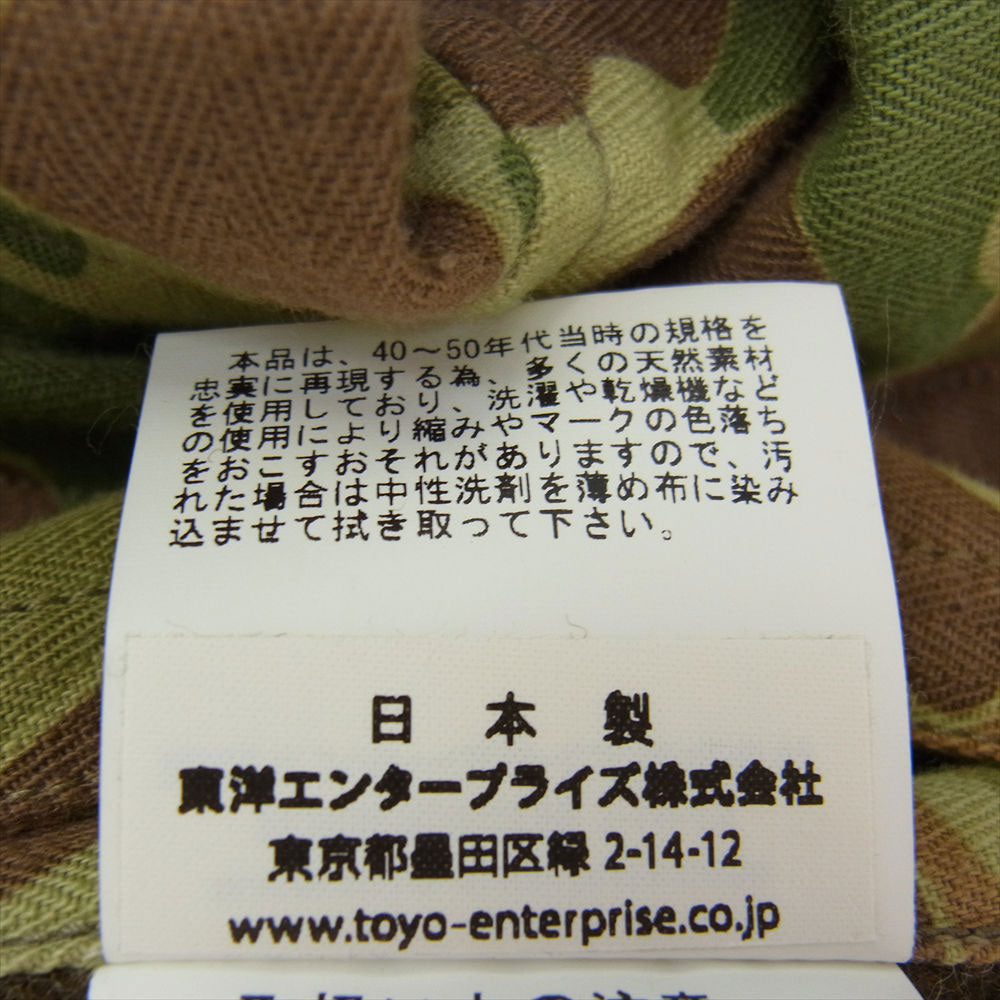 本品は、40〜50年代当時の規格を
忠実に再現する為、多くの天然素材
を使用しており、洗濯や乾燥機など
の使用により縮みやマークの色落ち
をおこすおそれがありますので、汚
れた場合は中性洗剤を薄め布に染み
込ませて拭き取って下さい。
日本製
東洋エンタープライズ株式会社
東京都墨田区緑 2-14-12
www.toyo-enterprise.co.jp